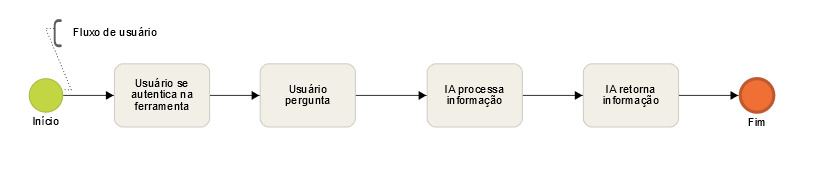 Fluxo de usuário
Usuário se
autentica na
ferramenta
Usuário
pergunta
IA processa
informação
IA retorna
informação
Início
Fim